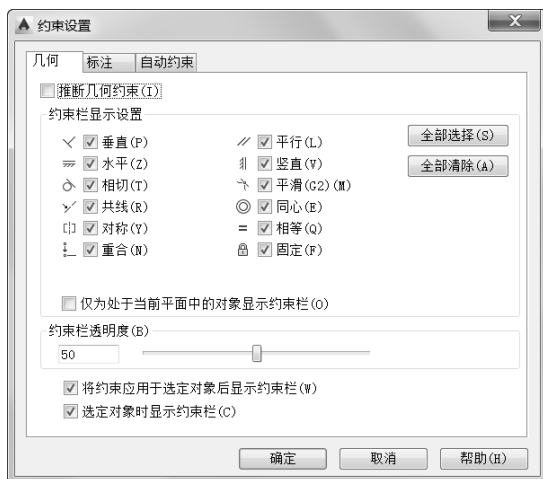 约束设置
几何 标注 自动约束
推断几何约束(I)
约束栏显示设置
垂直(P) 平行(L) 全部选择(S)
水平(Z) 竖直(V) 全部清除(A)
相切(T) 平滑(G2)(M)
共线(R) 同心(E)
对称(Y) 相等(Q)
重合(N) 固定(F)
仅为处于当前平面中的对象显示约束栏(O)
约束栏透明度(B)
50
将约束应用于选定对象后显示约束栏(W)
选定对象时显示约束栏(C)
确定 取消 帮助(H)